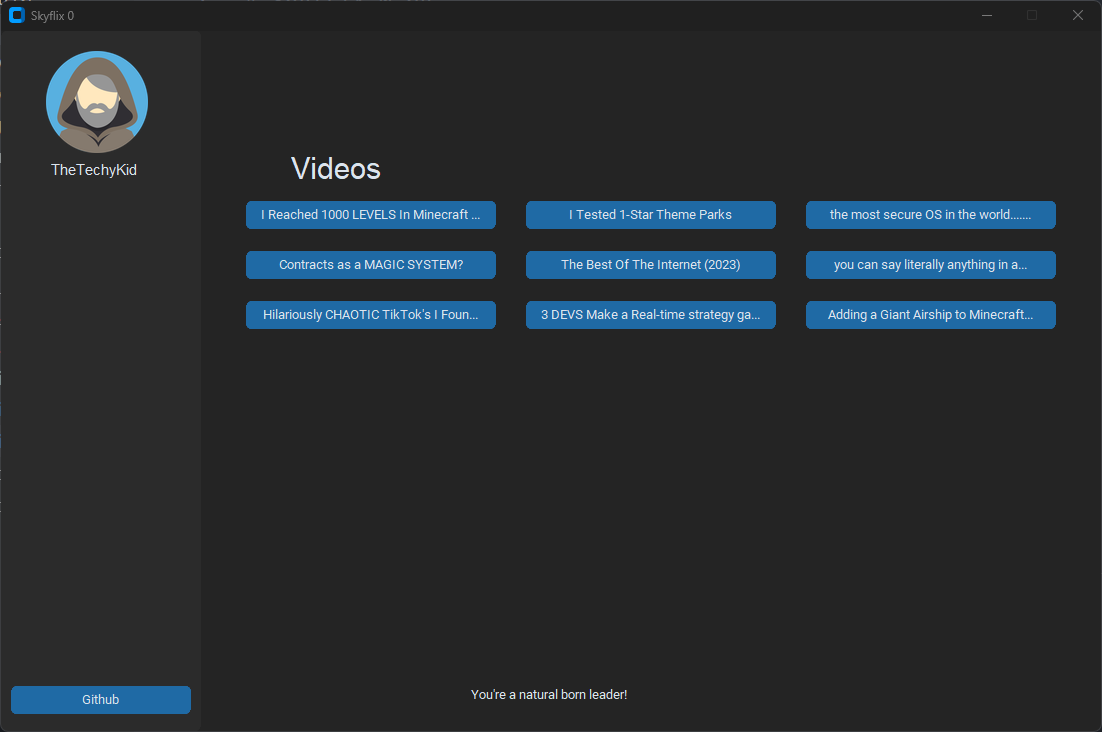 Skyflix 0
TheTechyKid
Videos
I Reached 1000 LEVELS In Minecraft ...
I Tested 1-Star Theme Parks
the most secure OS in the world.......
Contracts as a MAGIC SYSTEM?
The Best Of The Internet (2023)
you can say literally anything in a...
Hilariously CHAOTIC TikTok's I Foun...
3 DEVS Make a Real-time strategy ga...
Adding a Giant Airship to Minecraft...
You're a natural born leader!
Github